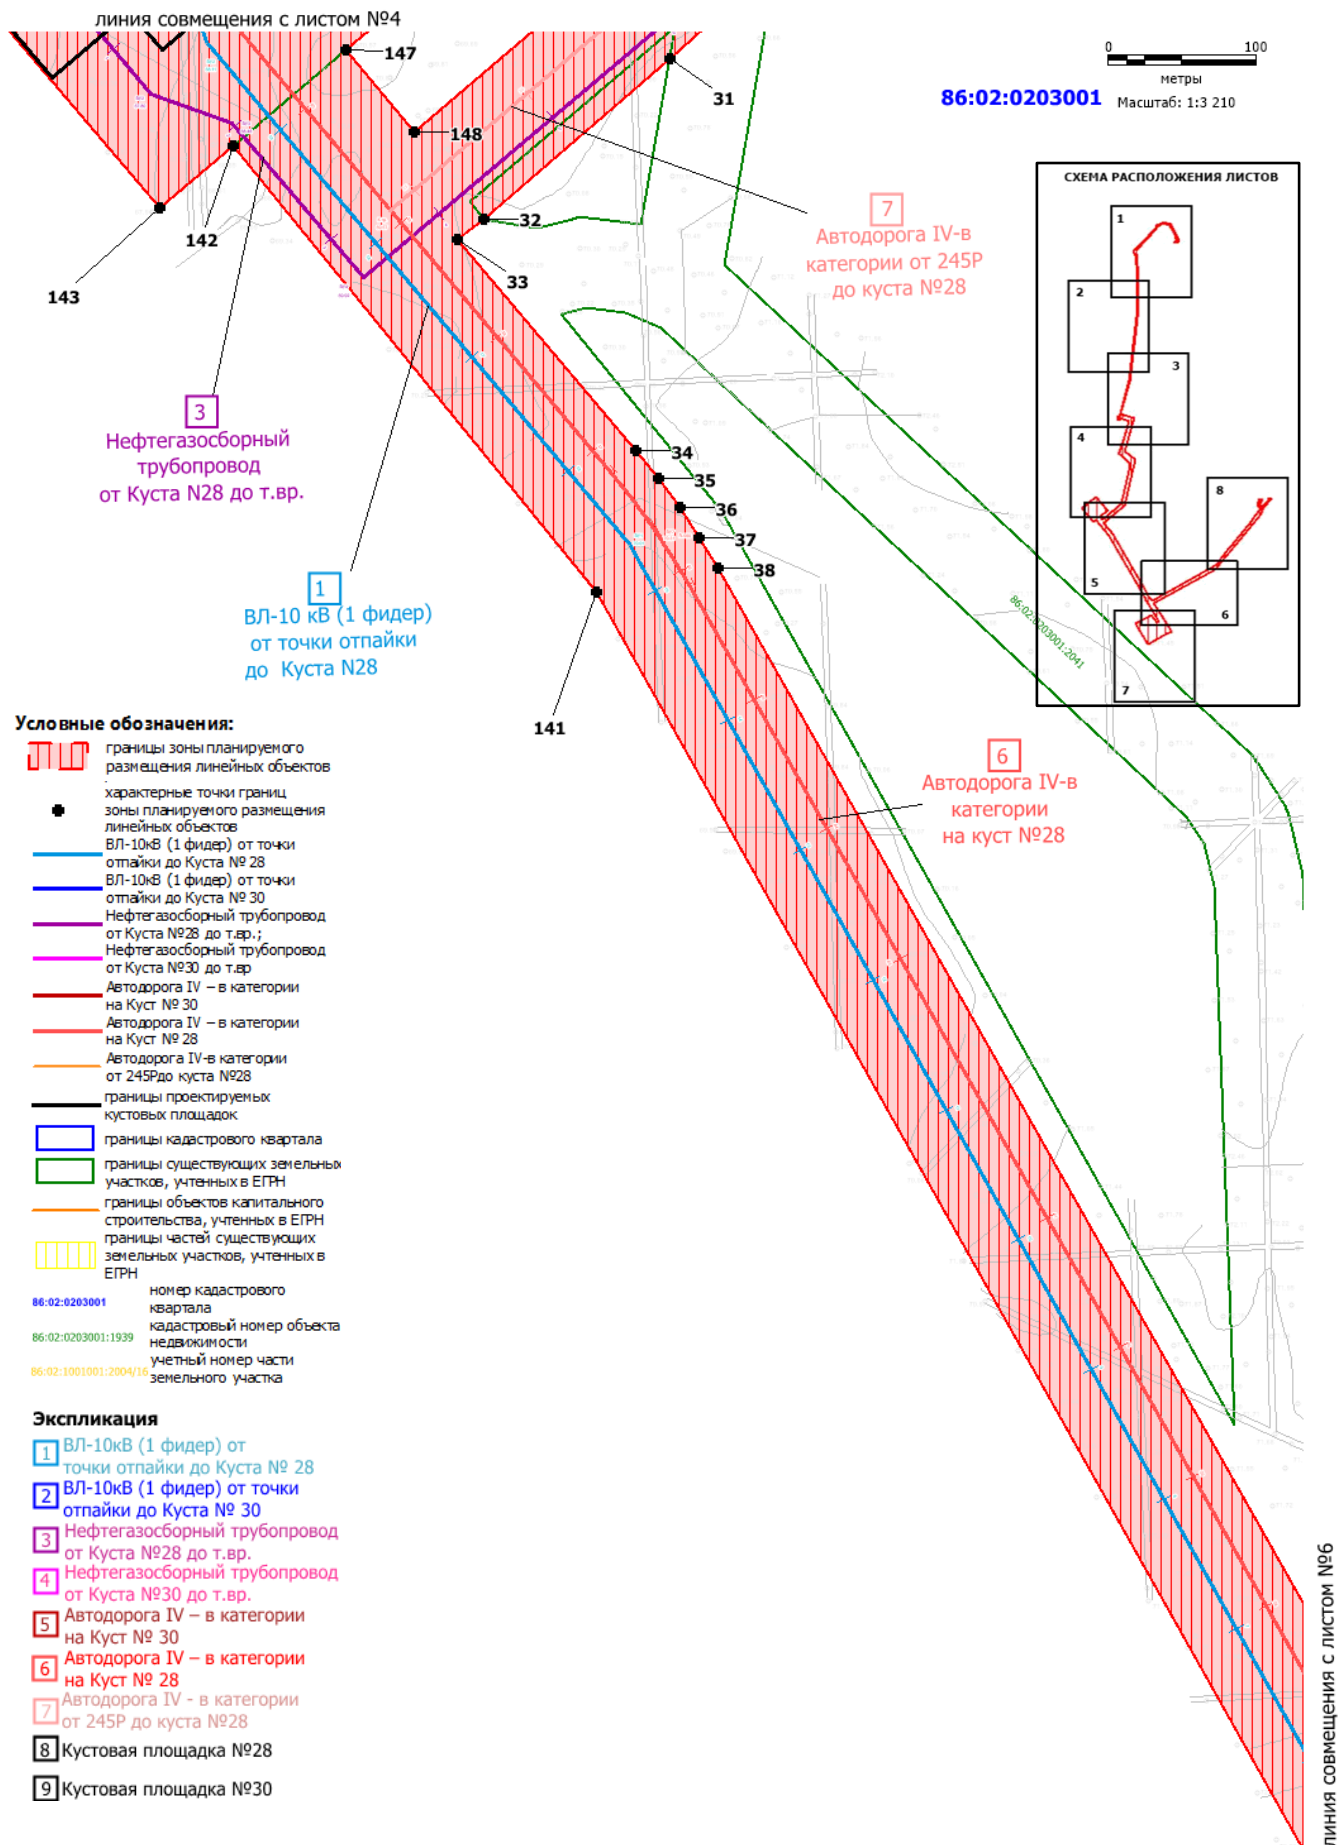 линия совмещения с листом №4
147
148
31
32
33
142
143
0 100
метры
86:02:0203001 Масштаб: 1:3 210
СХЕМА РАСПОЛОЖЕНИЯ ЛИСТОВ
1
2
3
4
5
6
7
8
7
Автодорога IV-в
категории от 245Р
до куста №28
3
Нефтегазосборный
трубопровод
от Куста N28 до т.вр.
34
35
36
37
38
1
ВЛ-10 кВ (1 фидер)
от точки отпайки
до Куста N28
141
86:02:0203001:2041
6
Автодорога IV-в
категории
на куст №28
Условные обозначения:
границы зоны планируемого
размещения линейных объектов
характерные точки границ
зоны планируемого размещения
линейных объектов
ВЛ-10кВ (1 фидер) от точки
отпайки до Куста № 28
ВЛ-10кВ (1 фидер) от точки
отпайки до Куста № 30
Нефтегазосборный трубопровод
от Куста №28 до т.вр.;
Нефтегазосборный трубопровод
от Куста №30 до т.вр
Автодорога IV – в категории
на Куст № 30
Автодорога IV – в категории
на Куст № 28
Автодорога IV-в категории
от 245Рдо куста №28
границы проектируемых
кустовых площадок
границы кадастрового квартала
границы существующих земельных
участков, учтенных в ЕГРН
границы объектов капитального
строительства, учтенных в ЕГРН
границы частей существующих
земельных участков, учтенных в
ЕГРН
86:02:0203001 номер кадастрового
квартала
86:02:0203001:1939 кадастровый номер объекта
недвижимости
86:02:1001001:2004/16 учетный номер части
земельного участка
Экспликация
1 ВЛ-10кВ (1 фидер) от
точки отпайки до Куста № 28
2 ВЛ-10кВ (1 фидер) от точки
отпайки до Куста № 30
3 Нефтегазосборный трубопровод
от Куста №28 до т.вр.
4 Нефтегазосборный трубопровод
от Куста №30 до т.вр.
5 Автодорога IV – в категории
на Куст № 30
6 Автодорога IV – в категории
на Куст № 28
7 Автодорога IV - в категории
от 245Р до куста №28
8 Кустовая площадка №28
9 Кустовая площадка №30
линия совмещения с листом №6